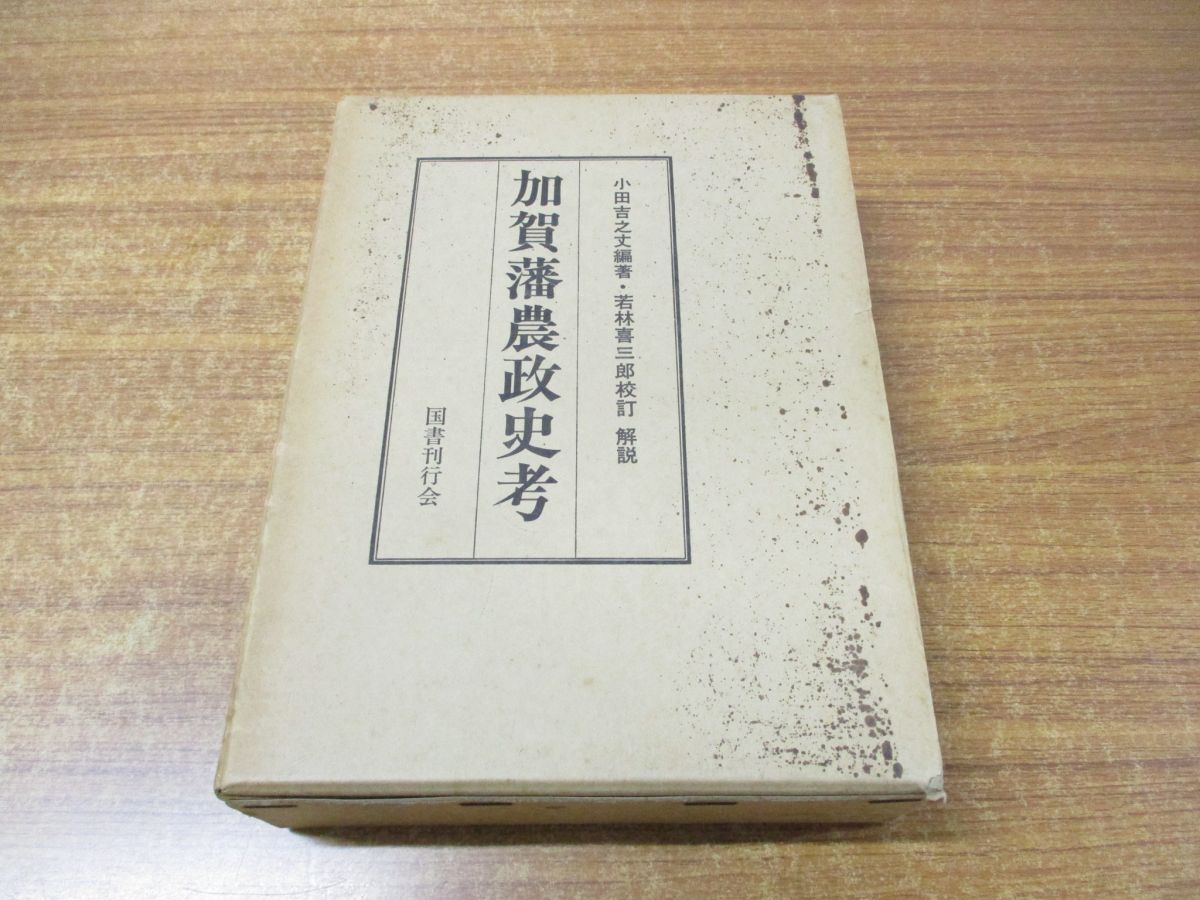 小田吉之丈編著・若林喜三郎校訂 解説
加賀藩農政史考
国書刊行会